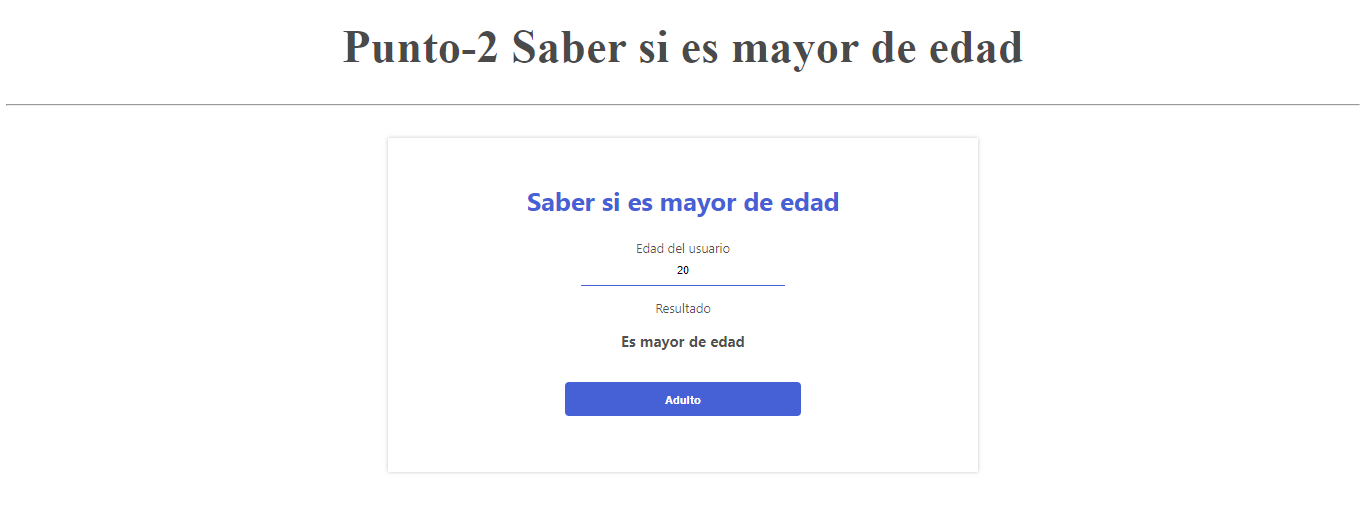 Punto-2 Saber si es mayor de edad
Saber si es mayor de edad
Edad del usuario
20
Resultado
Es mayor de edad
Adulto